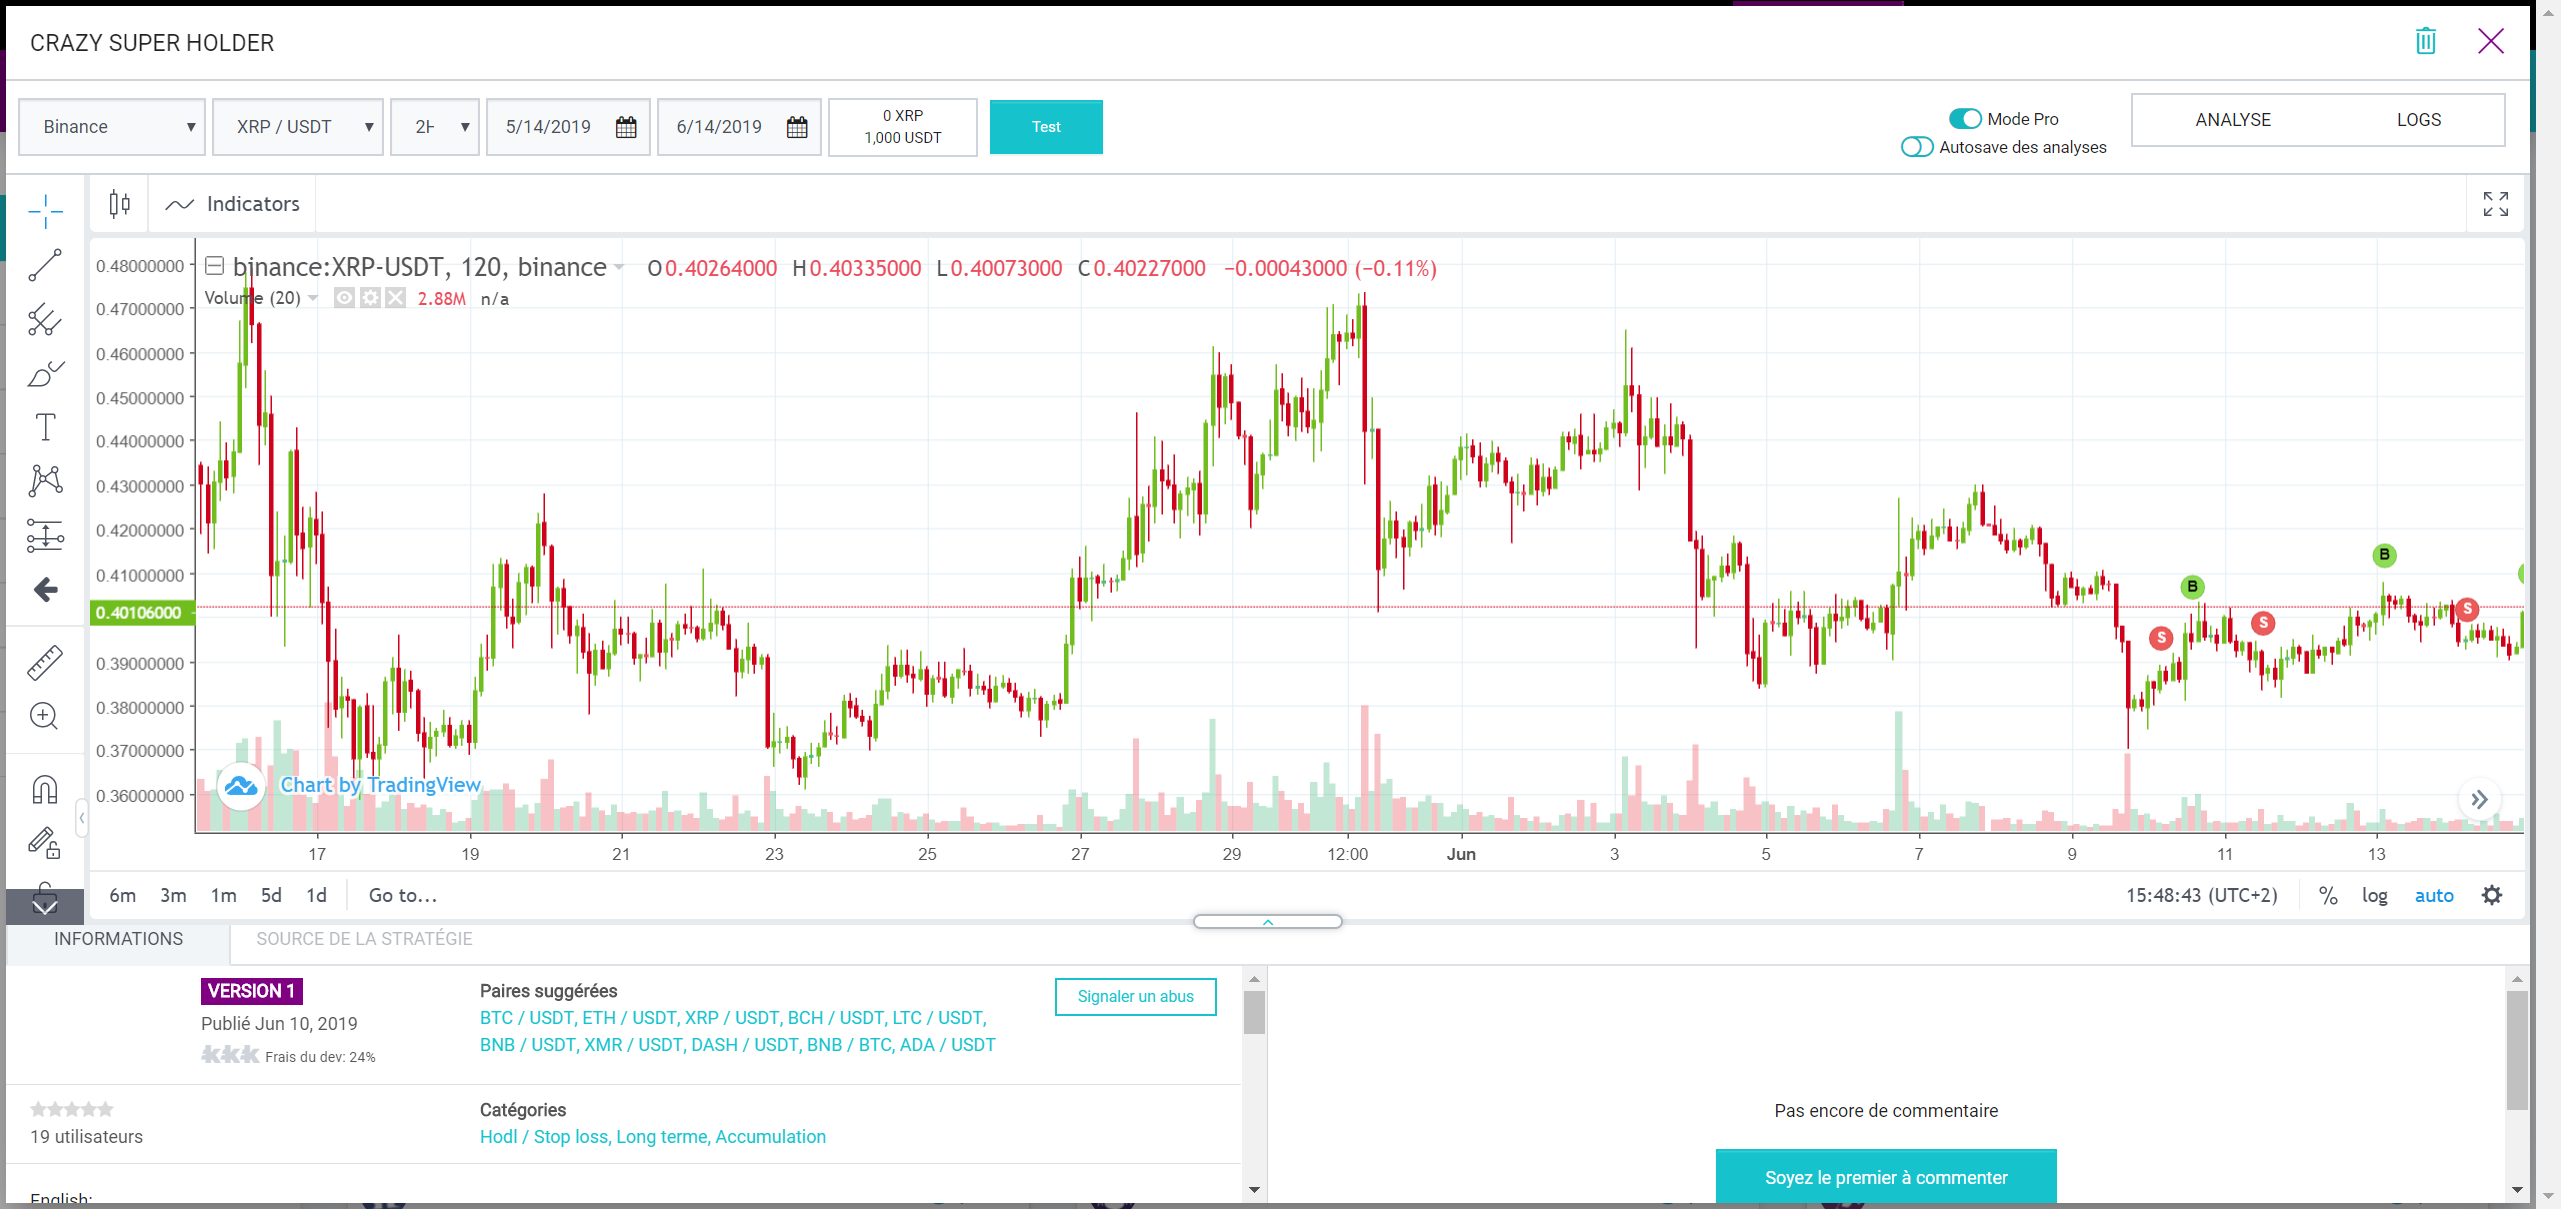 CRAZY SUPER HOLDER
Binance
XRP / USDT
5/14/2019
6/14/2019
0 XRP
1,000 USDT
Test
Mode Pro
Autosave des analyses
ANALYSE
LOGS
Indicators
binance:XRP-USDT, 120, binance O0.40264000 H0.40335000 L0.40073000 C0.40227000 −0.00043000 (−0.11%)
Volume (20) 2.88M n/a
0.48000000
0.47000000
0.46000000
0.45000000
0.44000000
0.43000000
0.42000000
0.41000000
0.40106000
0.39000000
0.38000000
0.37000000
0.36000000
B
B
S
S
S
Chart by TradingView
17 19 21 23 25 27 29 12:00 Jun 3 5 7 9 11 13
6m 3m 1m 5d 1d Go to...
15:48:43 (UTC+2) % log auto
INFORMATIONS
SOURCE DE LA STRATÉGIE
VERSION 1
Publié Jun 10, 2019
Frais du dev: 24%
Paires suggérées
BTC / USDT, ETH / USDT, XRP / USDT, BCH / USDT, LTC / USDT,
BNB / USDT, XMR / USDT, DASH / USDT, BNB / BTC, ADA / USDT
Signaler un abus
19 utilisateurs
Catégories
Hodl / Stop loss, Long terme, Accumulation
English:
Pas encore de commentaire
Soyez le premier à commenter